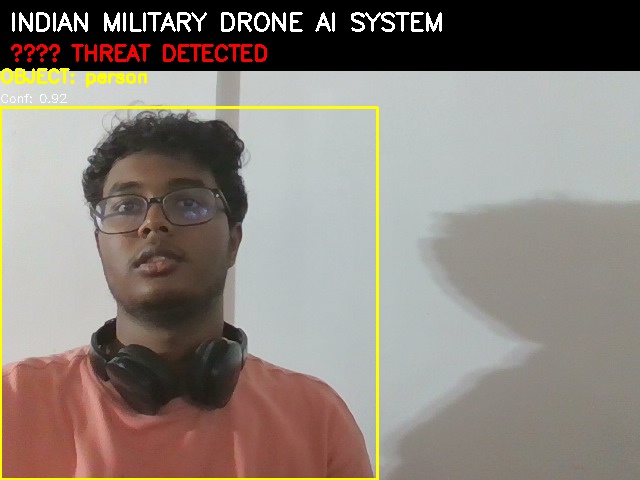 INDIAN MILITARY DRONE AI SYSTEM
???? THREAT DETECTED
OBJECT: person
Conf: 0.92